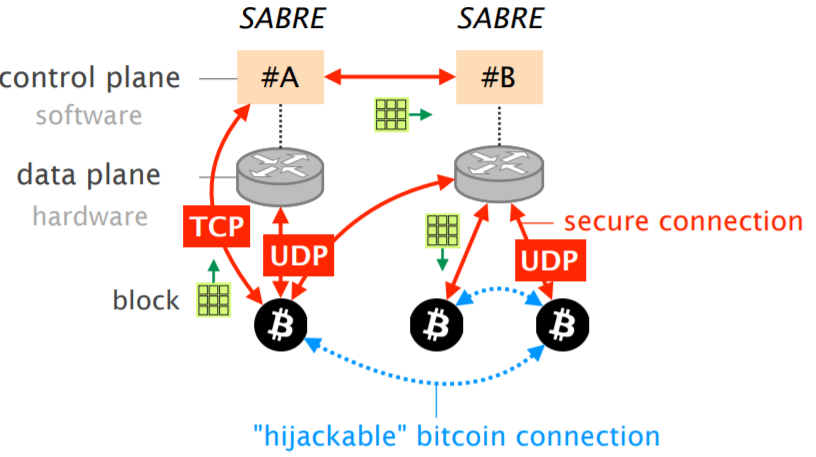 SABRE
SABRE
control plane
#A
#B
software
data plane
hardware
TCP
secure connection
UDP
UDP
block
"hijackable" bitcoin connection